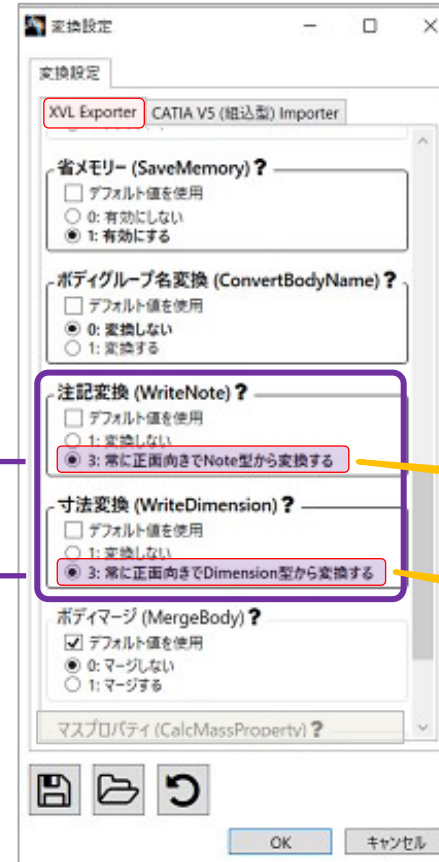 変換設定
変換設定
XVL Exporter
CATIA V5 (組込型) Importer
省メモリー (SaveMemory) ?
デフォルト値を使用
0: 有効にしない
1: 有効にする
ボディグループ名変換 (ConvertBodyName) ?
デフォルト値を使用
0: 変換しない
1: 変換する
注記変換 (WriteNote) ?
デフォルト値を使用
1: 変換しない
3: 常に正面向きでNote型から変換する
寸法変換 (WriteDimension) ?
デフォルト値を使用
1: 変換しない
3: 常に正面向きでDimension型から変換する
ボディマージ (MergeBody) ?
デフォルト値を使用
0: マージしない
1: マージする
マスプロパティ (CalcMassProperty) ?
OK
キャンセル